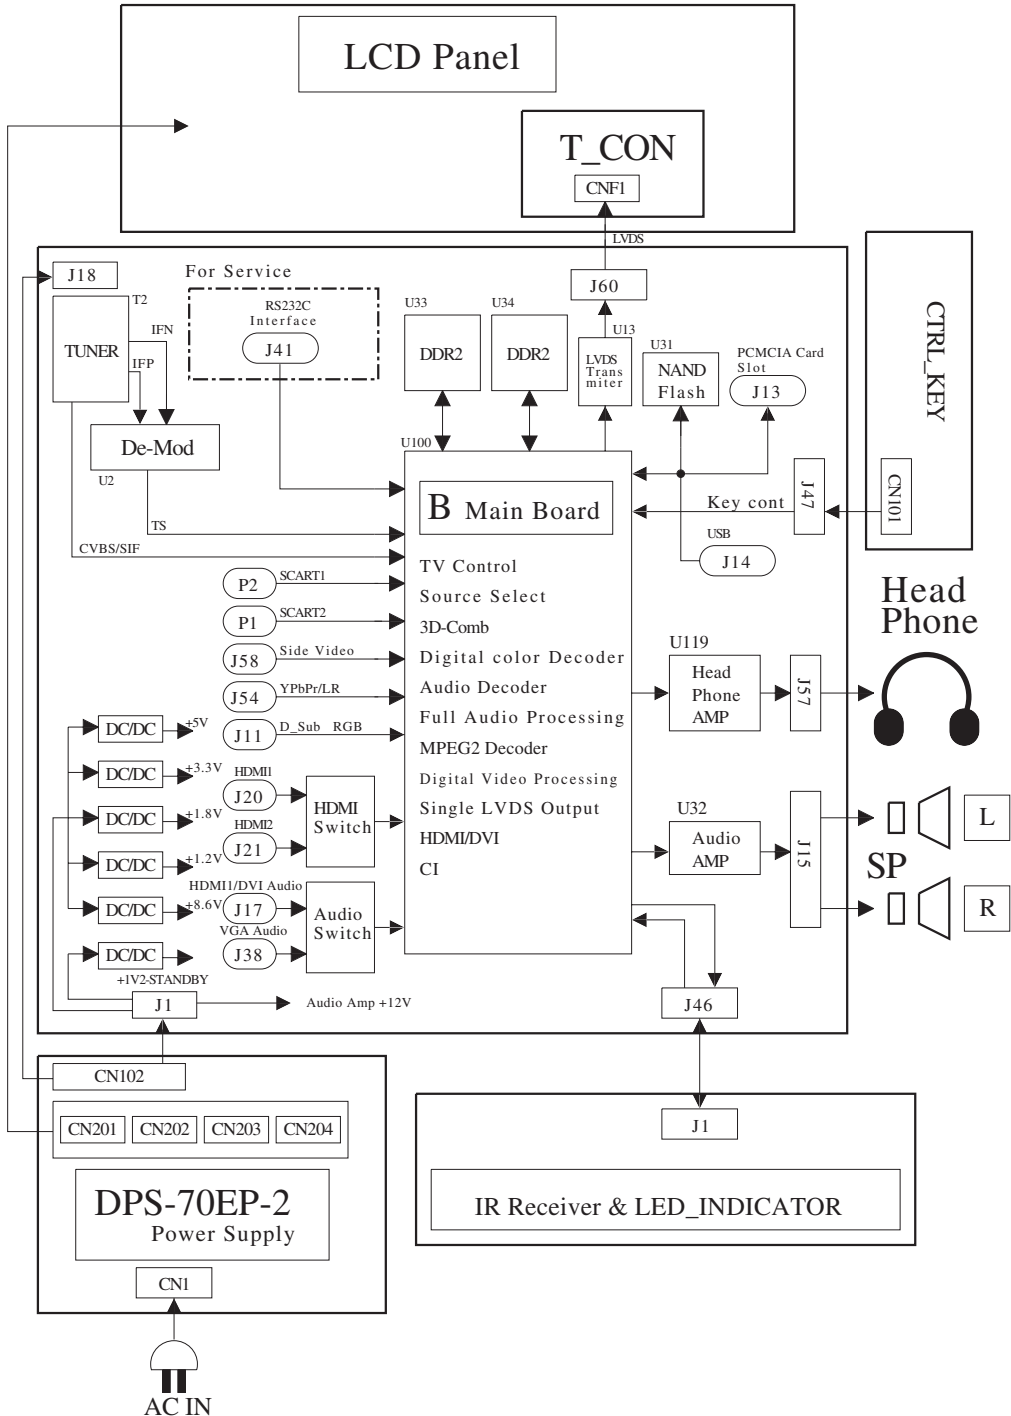 LCD Panel
T_CON
CNF1
LVDS
J18
For Service
RS232C
Interface
J41
T2
TUNER
IFN
IFP
De-Mod
U2
TS
CVBS/SIF
U33
DDR2
U34
DDR2
J60
U13
LVDS
Trans
miter
U31
NAND
Flash
PCMCIA Card
Slot
J13
CTRL_KEY
CN101
J47
Key cont
USB
J14
U100
B Main Board
TV Control
Source Select
3D-Comb
Digital color Decoder
Audio Decoder
Full Audio Processing
MPEG2 Decoder
Digital Video Processing
Single LVDS Output
HDMI/DVI
CI
P2
SCART1
P1
SCART2
J58
Side Video
J54
YPbPr/LR
J11
D_Sub RGB
HDMI1
J20
HDMI2
J21
HDMI
Switch
HDMI1/DVI Audio
J17
VGA Audio
J38
Audio
Switch
DC/DC
+5V
DC/DC
+3.3V
DC/DC
+1.8V
DC/DC
+1.2V
DC/DC
+8.6V
DC/DC
+1V2-STANDBY
J1
Audio Amp +12V
U119
Head
Phone
AMP
J57
Head
Phone
U32
Audio
AMP
J15
SP
L
R
J46
J1
IR Receiver & LED_INDICATOR
CN102
CN201
CN202
CN203
CN204
DPS-70EP-2
Power Supply
CN1
AC IN